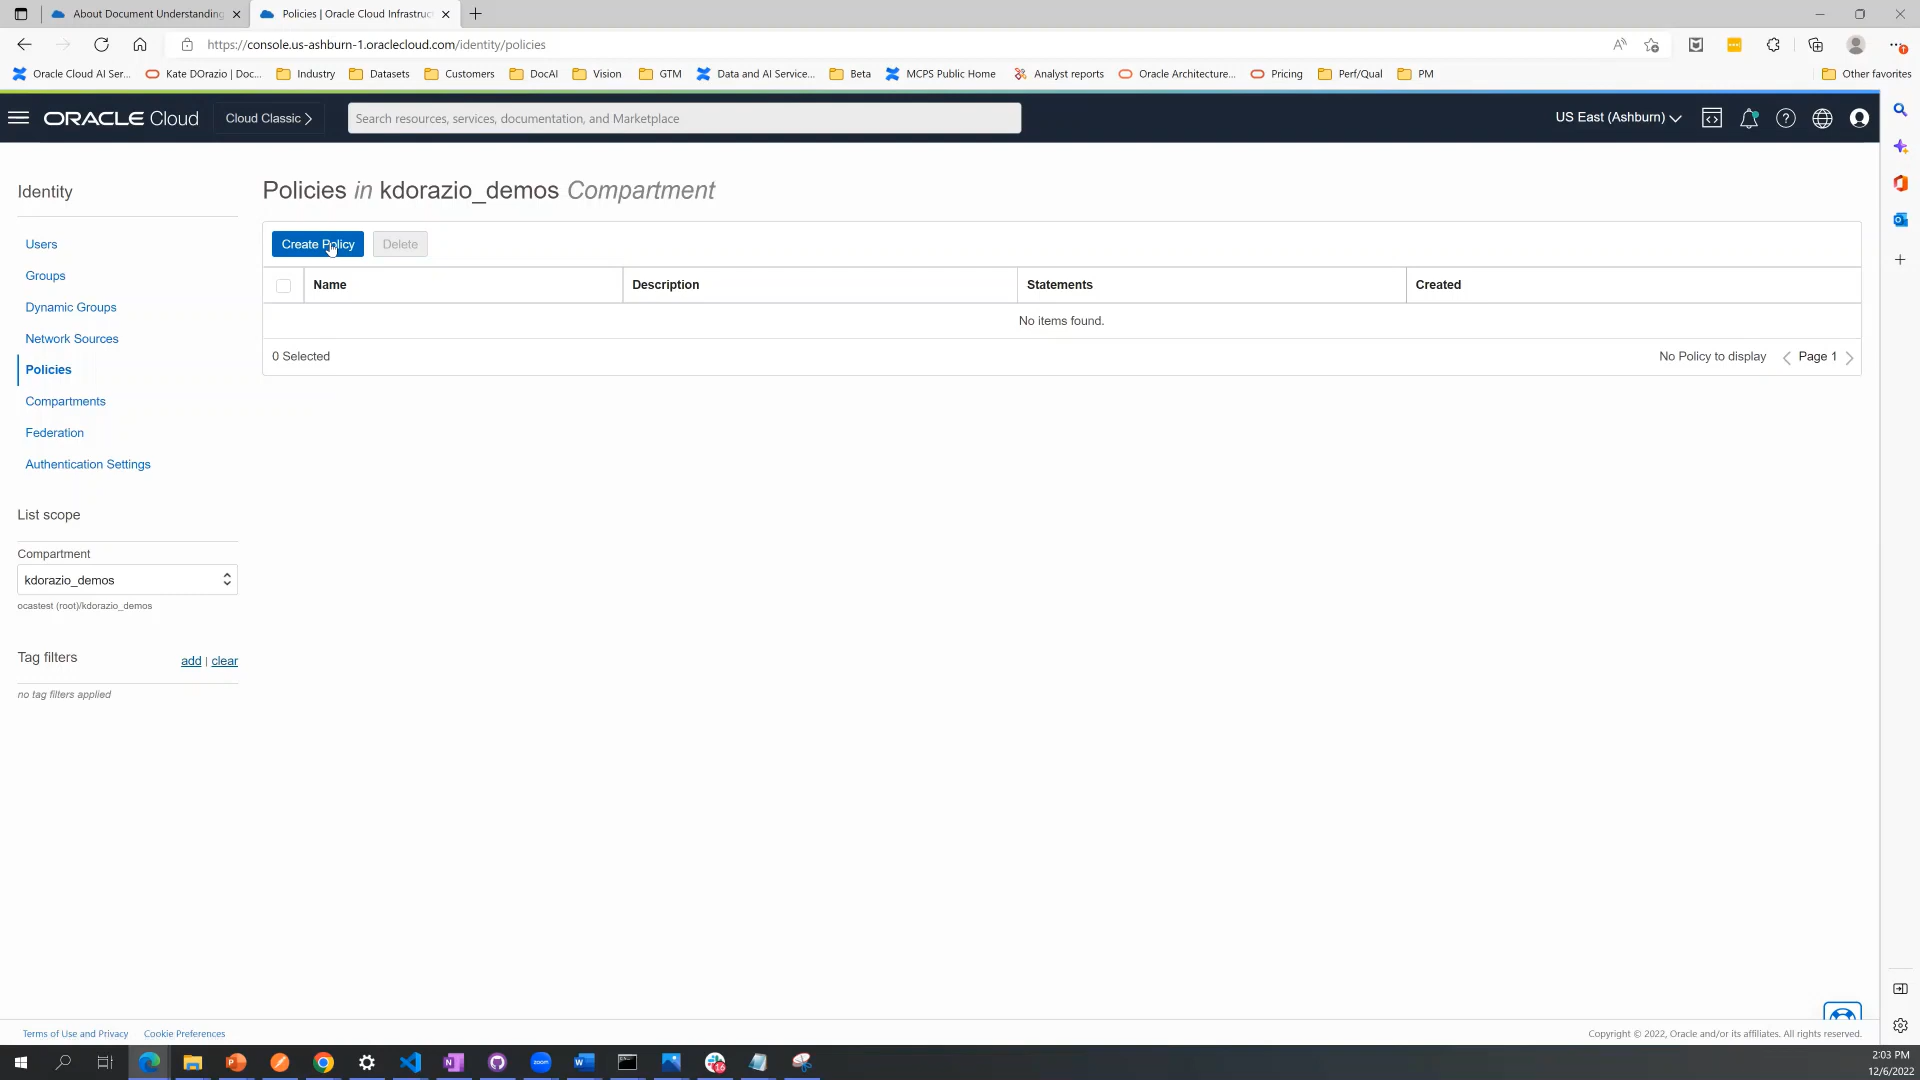 About Document Understanding
Policies | Oracle Cloud Infrastruc
https://console.us-ashburn-1.oraclecloud.com/identity/policies
Oracle Cloud AI Ser...
Kate DOrazio | Doc...
Industry
Datasets
Customers
DocAI
Vision
GTM
Data and AI Service...
Beta
MCPS Public Home
Analyst reports
Oracle Architecture...
Pricing
Perf/Qual
PM
Other favorites
ORACLE Cloud
Cloud Classic
Search resources, services, documentation, and Marketplace
US East (Ashburn)
Identity
Users
Groups
Dynamic Groups
Network Sources
Policies
Compartments
Federation
Authentication Settings
List scope
Compartment
kdorazio_demos
ocastest (root)/kdorazio_demos
Tag filters
add | clear
no tag filters applied
Policies in kdorazio_demos Compartment
Create Policy
Delete
Name
Description
Statements
Created
No items found.
0 Selected
No Policy to display
Page 1
Terms of Use and Privacy
Cookie Preferences
Copyright © 2022, Oracle and/or its affiliates. All rights reserved.
zoom
16
2:03 PM
12/6/2022